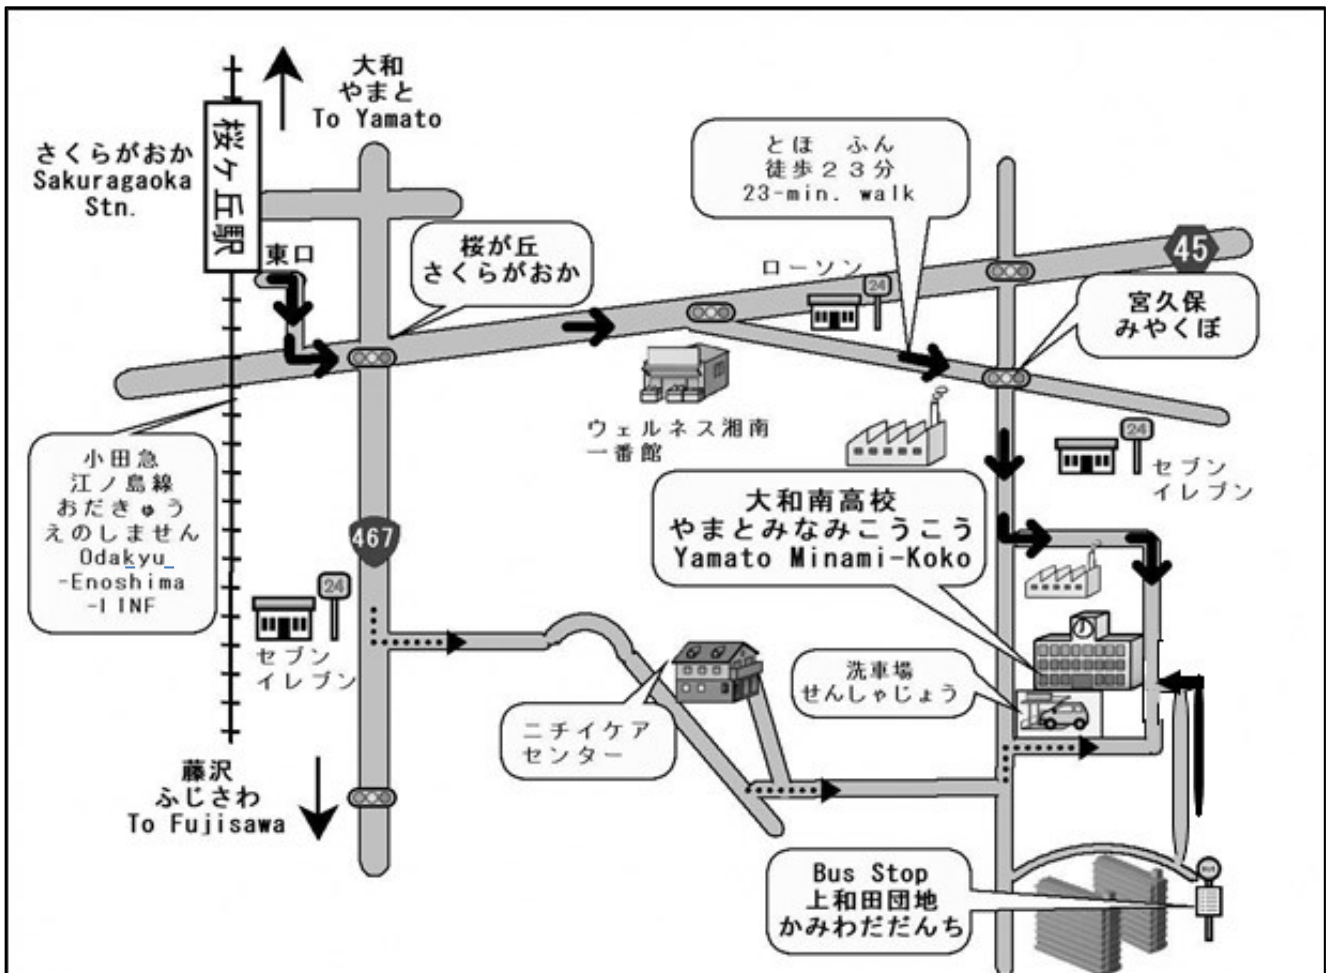 大和
やまと
To Yamato
さくらがおか
Sakuragaoka
Stn.
桜ヶ丘駅
東口
桜が丘
さくらがおか
とほ ふん
徒歩23分
23-min. walk
ローソン
24
45
宮久保
みやくぼ
ウェルネス湘南
一番館
24
セブン
イレブン
小田急
江ノ島線
おだきゅう
えのしません
Odakyu
-Enoshima
-LINE
467
大和南高校
やまとみなみこうこう
Yamato Minami-Koko
24
セブン
イレブン
洗車場
せんしゃじょう
ニチイケア
センター
藤沢
ふじさわ
To Fujisawa
Bus Stop
上和田団地
かみわだだんち
BUS